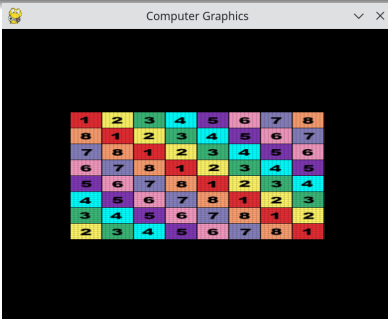 Computer Graphics
1 2 3 4 5 6 7 8
8 1 2 3 4 5 6 7
7 8 1 2 3 4 5 6
6 7 8 1 2 3 4 5
5 6 7 8 1 2 3 4
4 5 6 7 8 1 2 3
3 4 5 6 7 8 1 2
2 3 4 5 6 7 8 1